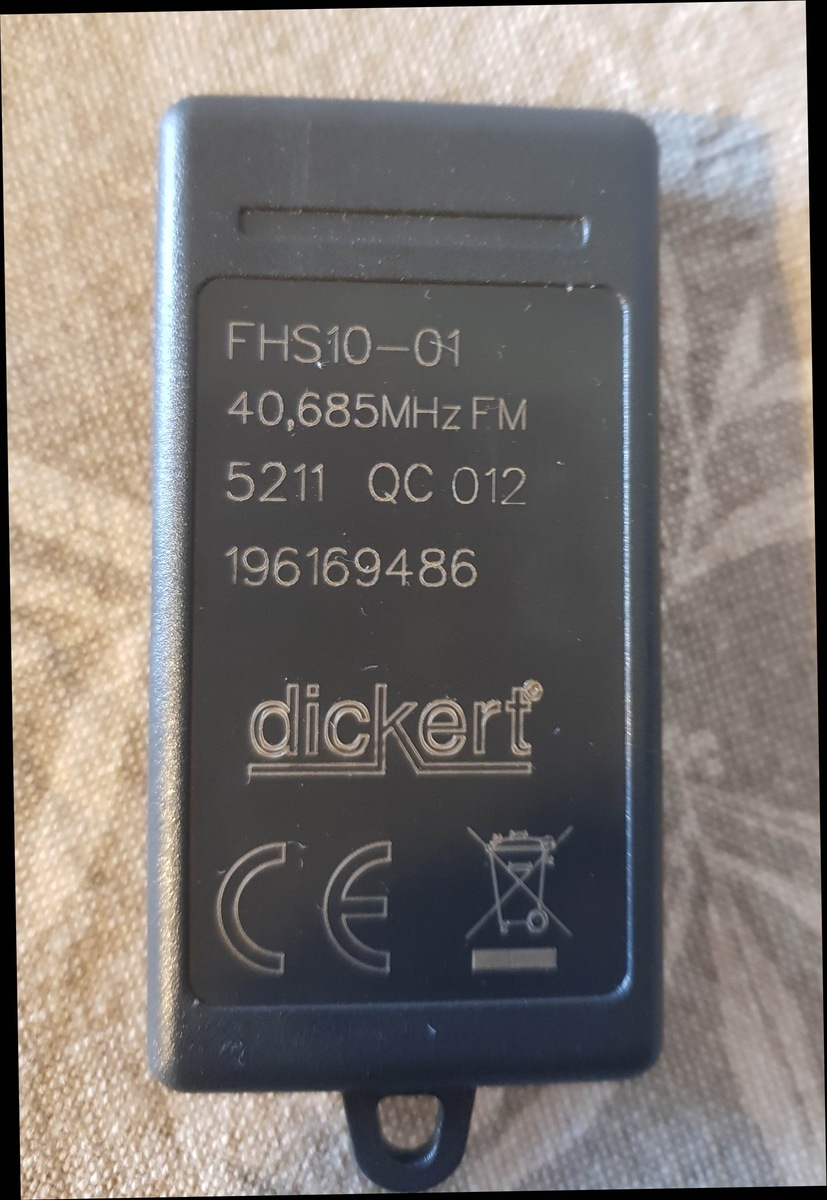 FHS10-01
40,685MHz FM
5211 QC 012
196169486
dickert®
CE